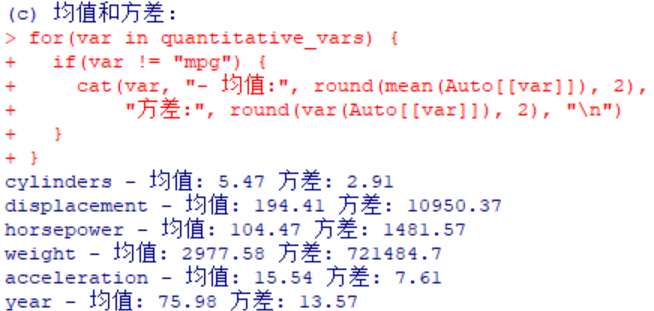 (c) 均值和方差：
> for(var in quantitative_vars) {
+   if(var != "mpg") {
+     cat(var, "- 均值:", round(mean(Auto[[var]]), 2),
+         "方差:", round(var(Auto[[var]]), 2), "\n")
+   }
+ }
cylinders - 均值: 5.47 方差: 2.91
displacement - 均值: 194.41 方差: 10950.37
horsepower - 均值: 104.47 方差: 1481.57
weight - 均值: 2977.58 方差: 721484.7
acceleration - 均值: 15.54 方差: 7.61
year - 均值: 75.98 方差: 13.57